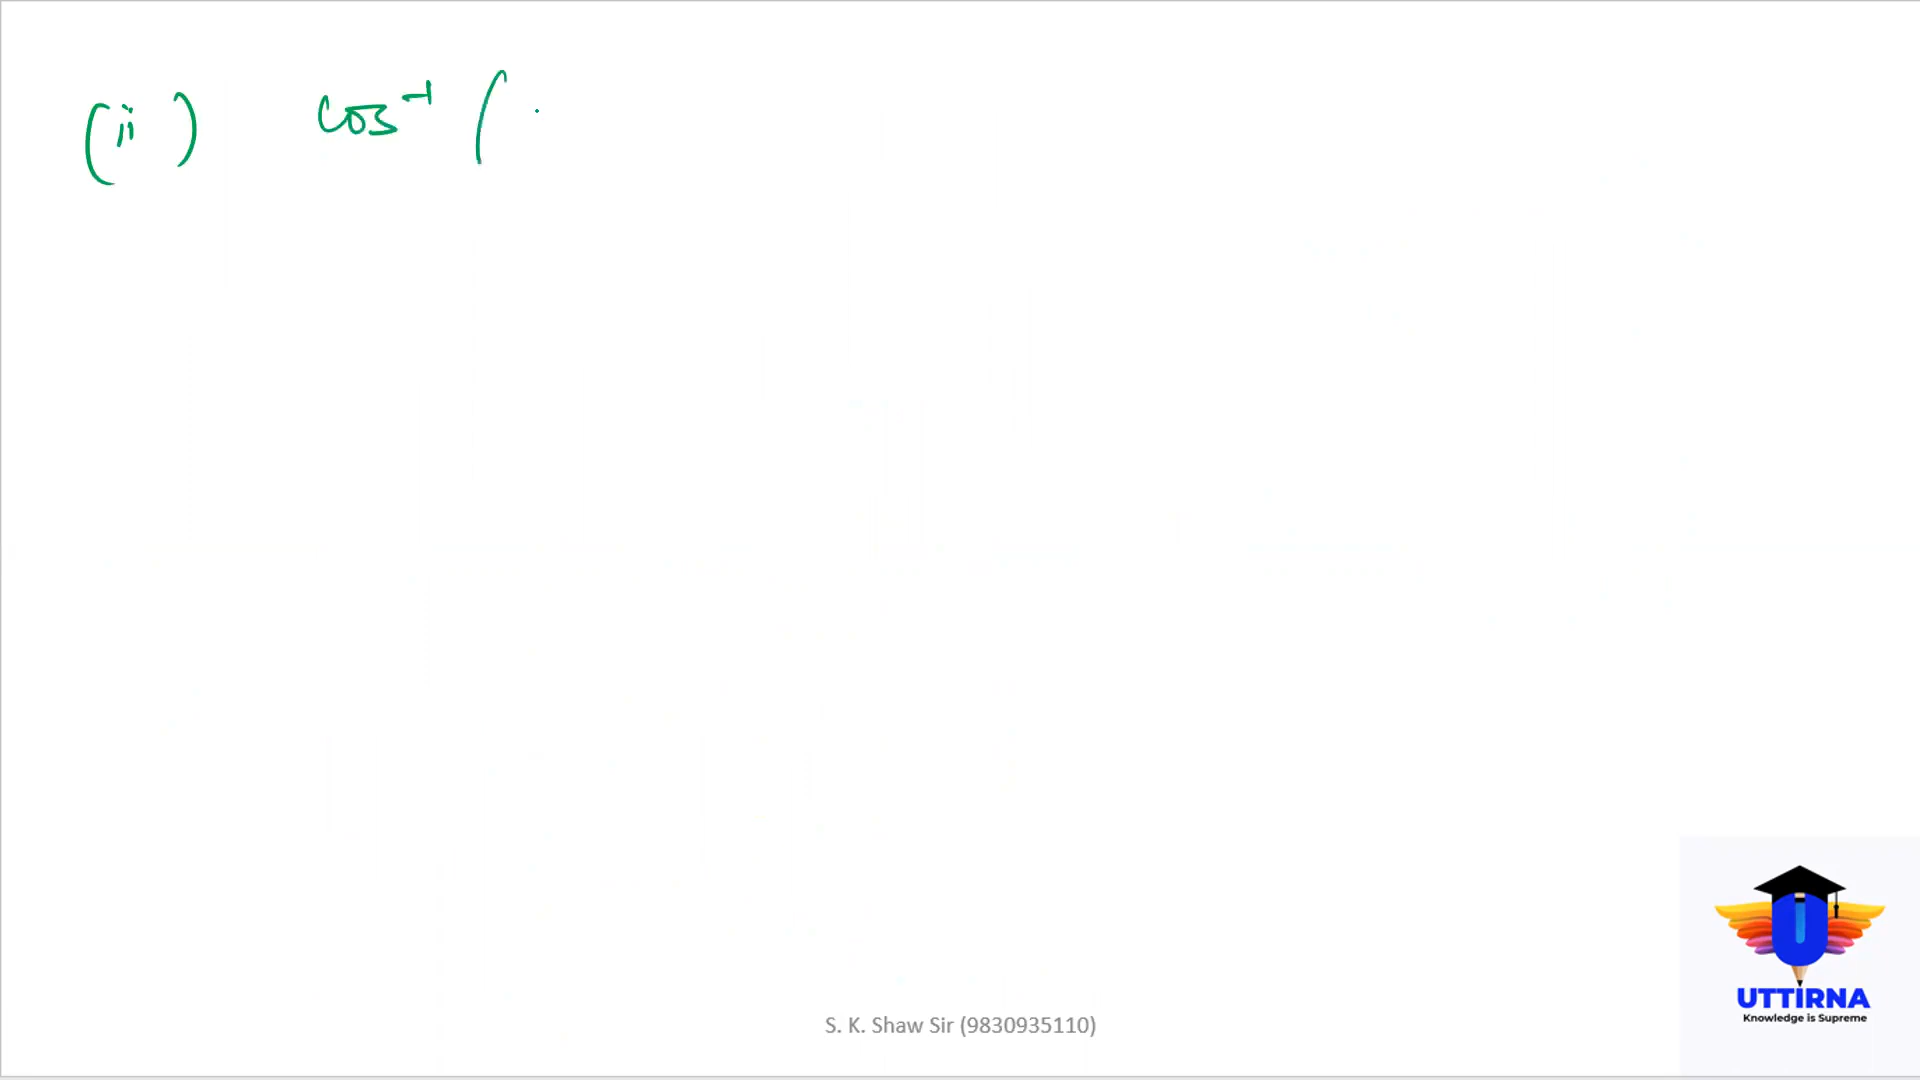 (ii) cos⁻¹ (
S. K. Shaw Sir (9830935110)
UTTIRNA
Knowledge is Supreme